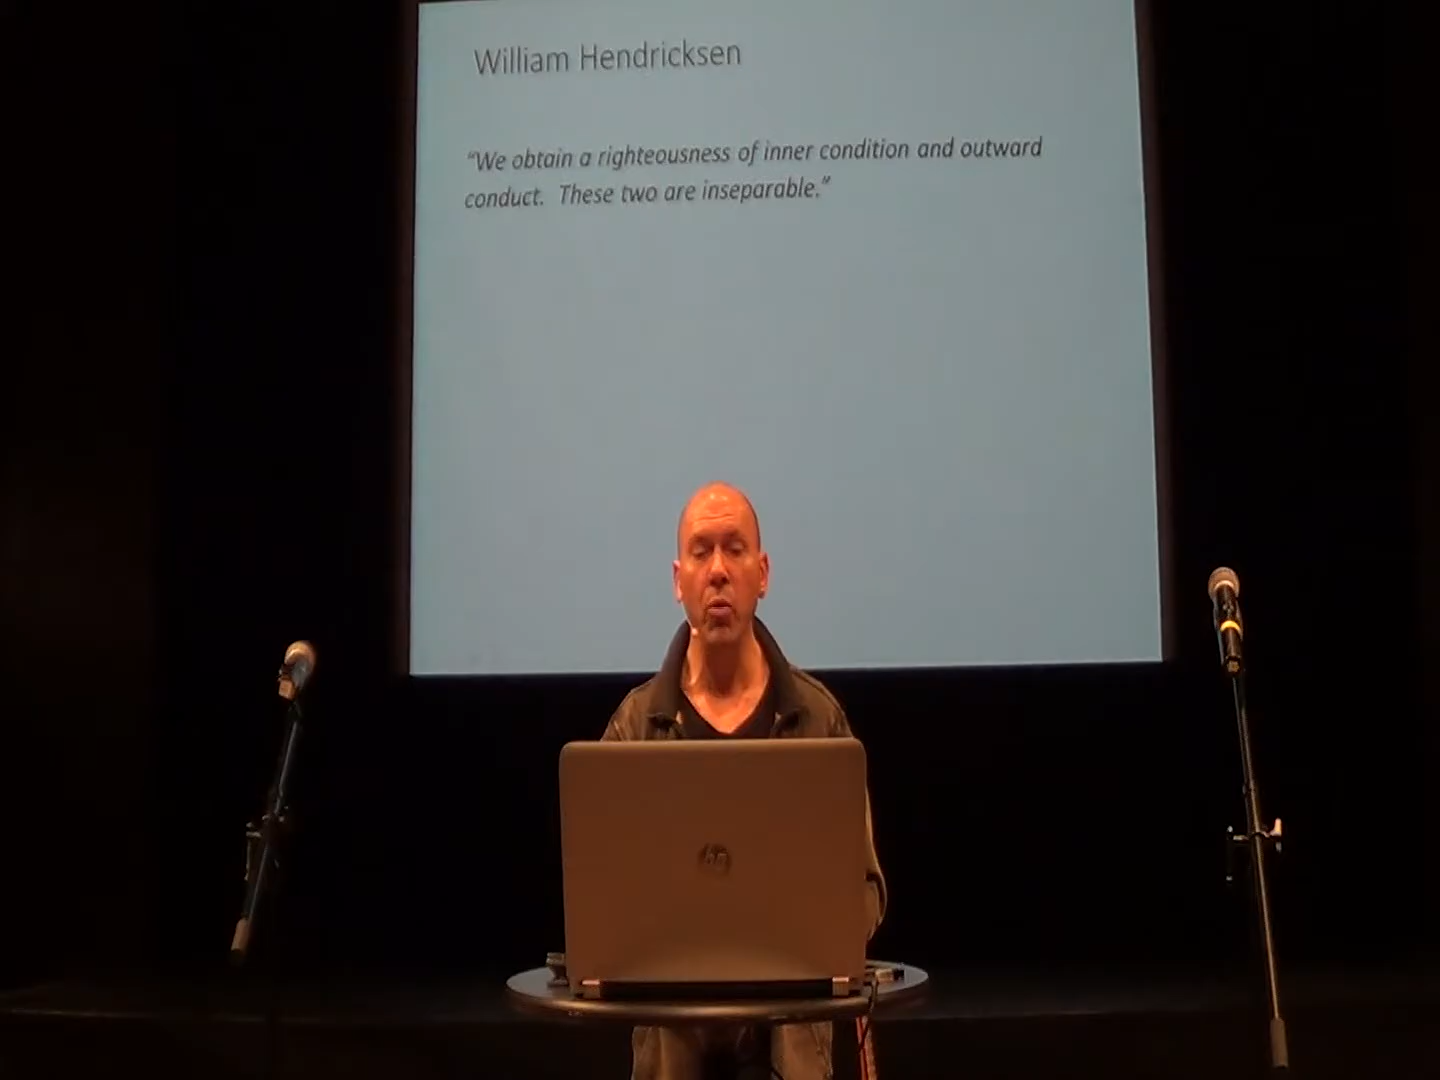 William Hendricksen
“We obtain a righteousness of inner condition and outward
conduct.  These two are inseparable.”
hp